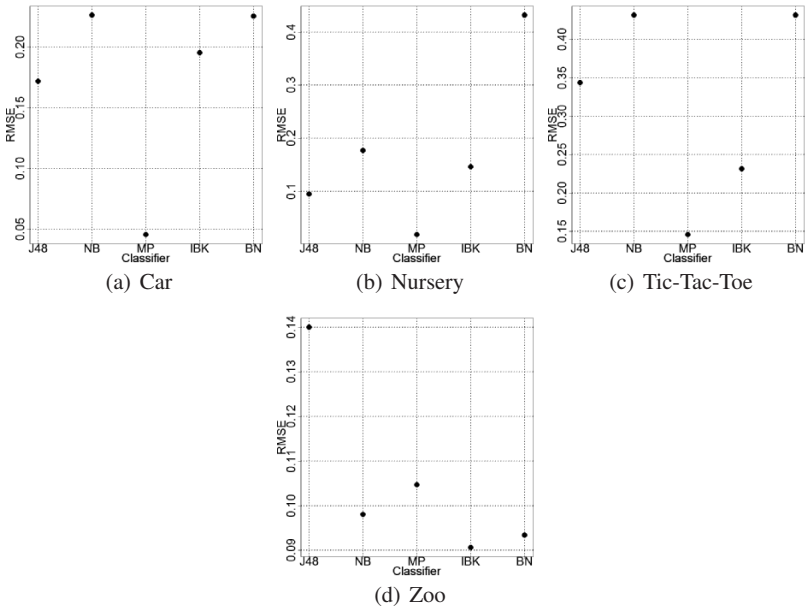 RMSE
0.05 0.10 0.15 0.20
J48 NB MP IBK BN
Classifier
(a) Car
RMSE
0.1 0.2 0.3 0.4
J48 NB MP IBK BN
Classifier
(b) Nursery
RMSE
0.15 0.20 0.25 0.30 0.35 0.40
J48 NB MP IBK BN
Classifier
(c) Tic-Tac-Toe
RMSE
0.09 0.10 0.11 0.12 0.13 0.14
J48 NB MP IBK BN
Classifier
(d) Zoo